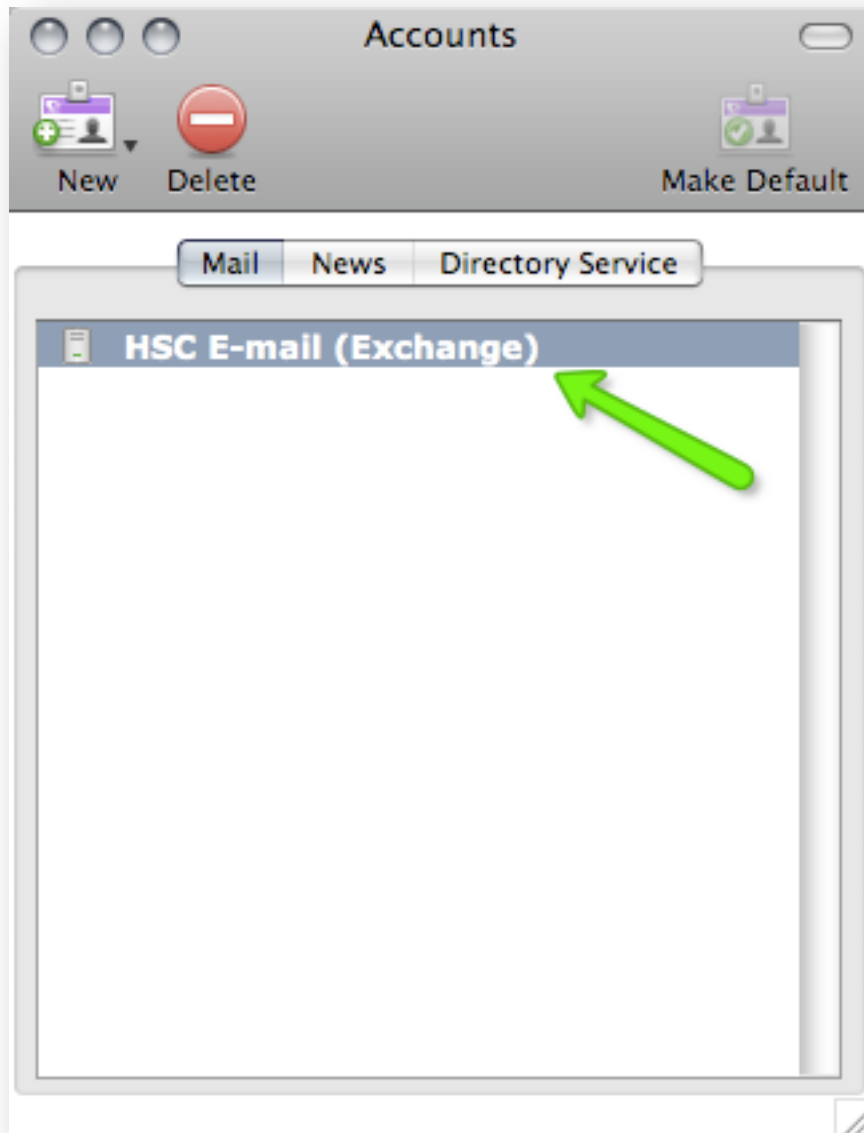 Accounts
New Delete Make Default
Mail News Directory Service
HSC E-mail (Exchange)